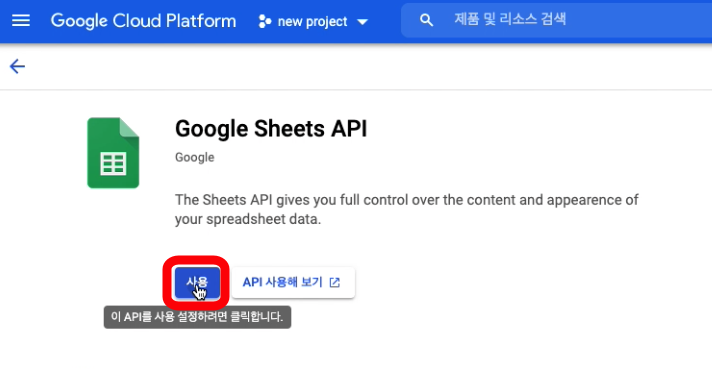 Google Cloud Platform
new project
제품 및 리소스 검색
Google Sheets API
Google
The Sheets API gives you full control over the content and appearence of
your spreadsheet data.
사용
API 사용해 보기
이 API를 사용 설정하려면 클릭합니다.